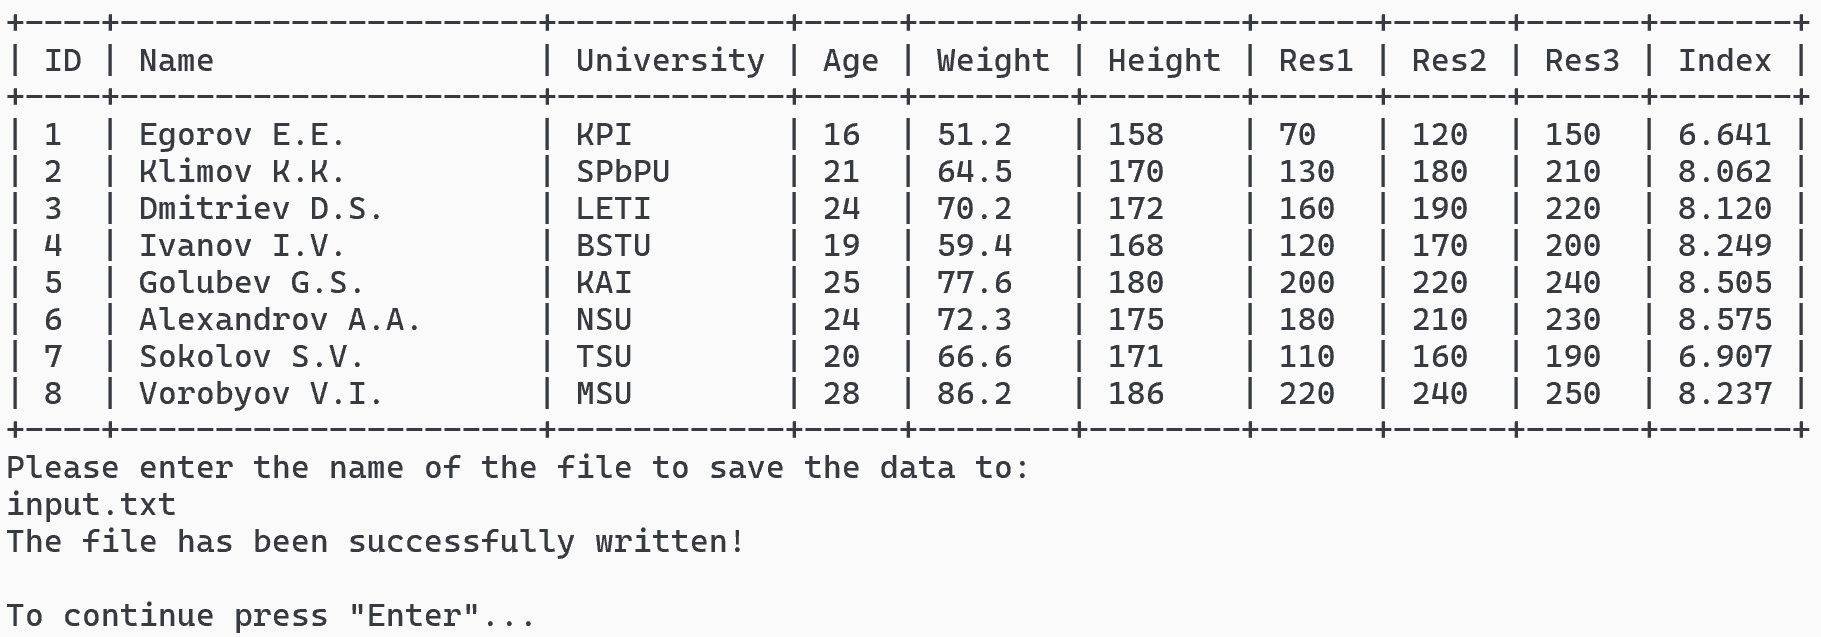 +----+----------------------+------------+-----+--------+--------+------+------+------+-------+
| ID | Name                 | University | Age | Weight | Height | Res1 | Res2 | Res3 | Index |
+----+----------------------+------------+-----+--------+--------+------+------+------+-------+
| 1  | Egorov E.E.          | KPI        | 16  | 51.2   | 158    | 70   | 120  | 150  | 6.641 |
| 2  | Klimov K.K.          | SPbPU      | 21  | 64.5   | 170    | 130  | 180  | 210  | 8.062 |
| 3  | Dmitriev D.S.        | LETI       | 24  | 70.2   | 172    | 160  | 190  | 220  | 8.120 |
| 4  | Ivanov I.V.          | BSTU       | 19  | 59.4   | 168    | 120  | 170  | 200  | 8.249 |
| 5  | Golubev G.S.         | KAI        | 25  | 77.6   | 180    | 200  | 220  | 240  | 8.505 |
| 6  | Alexandrov A.A.      | NSU        | 24  | 72.3   | 175    | 180  | 210  | 230  | 8.575 |
| 7  | Sokolov S.V.         | TSU        | 20  | 66.6   | 171    | 110  | 160  | 190  | 6.907 |
| 8  | Vorobyov V.I.        | MSU        | 28  | 86.2   | 186    | 220  | 240  | 250  | 8.237 |
+----+----------------------+------------+-----+--------+--------+------+------+------+-------+
Please enter the name of the file to save the data to:
input.txt
The file has been successfully written!
To continue press "Enter"...